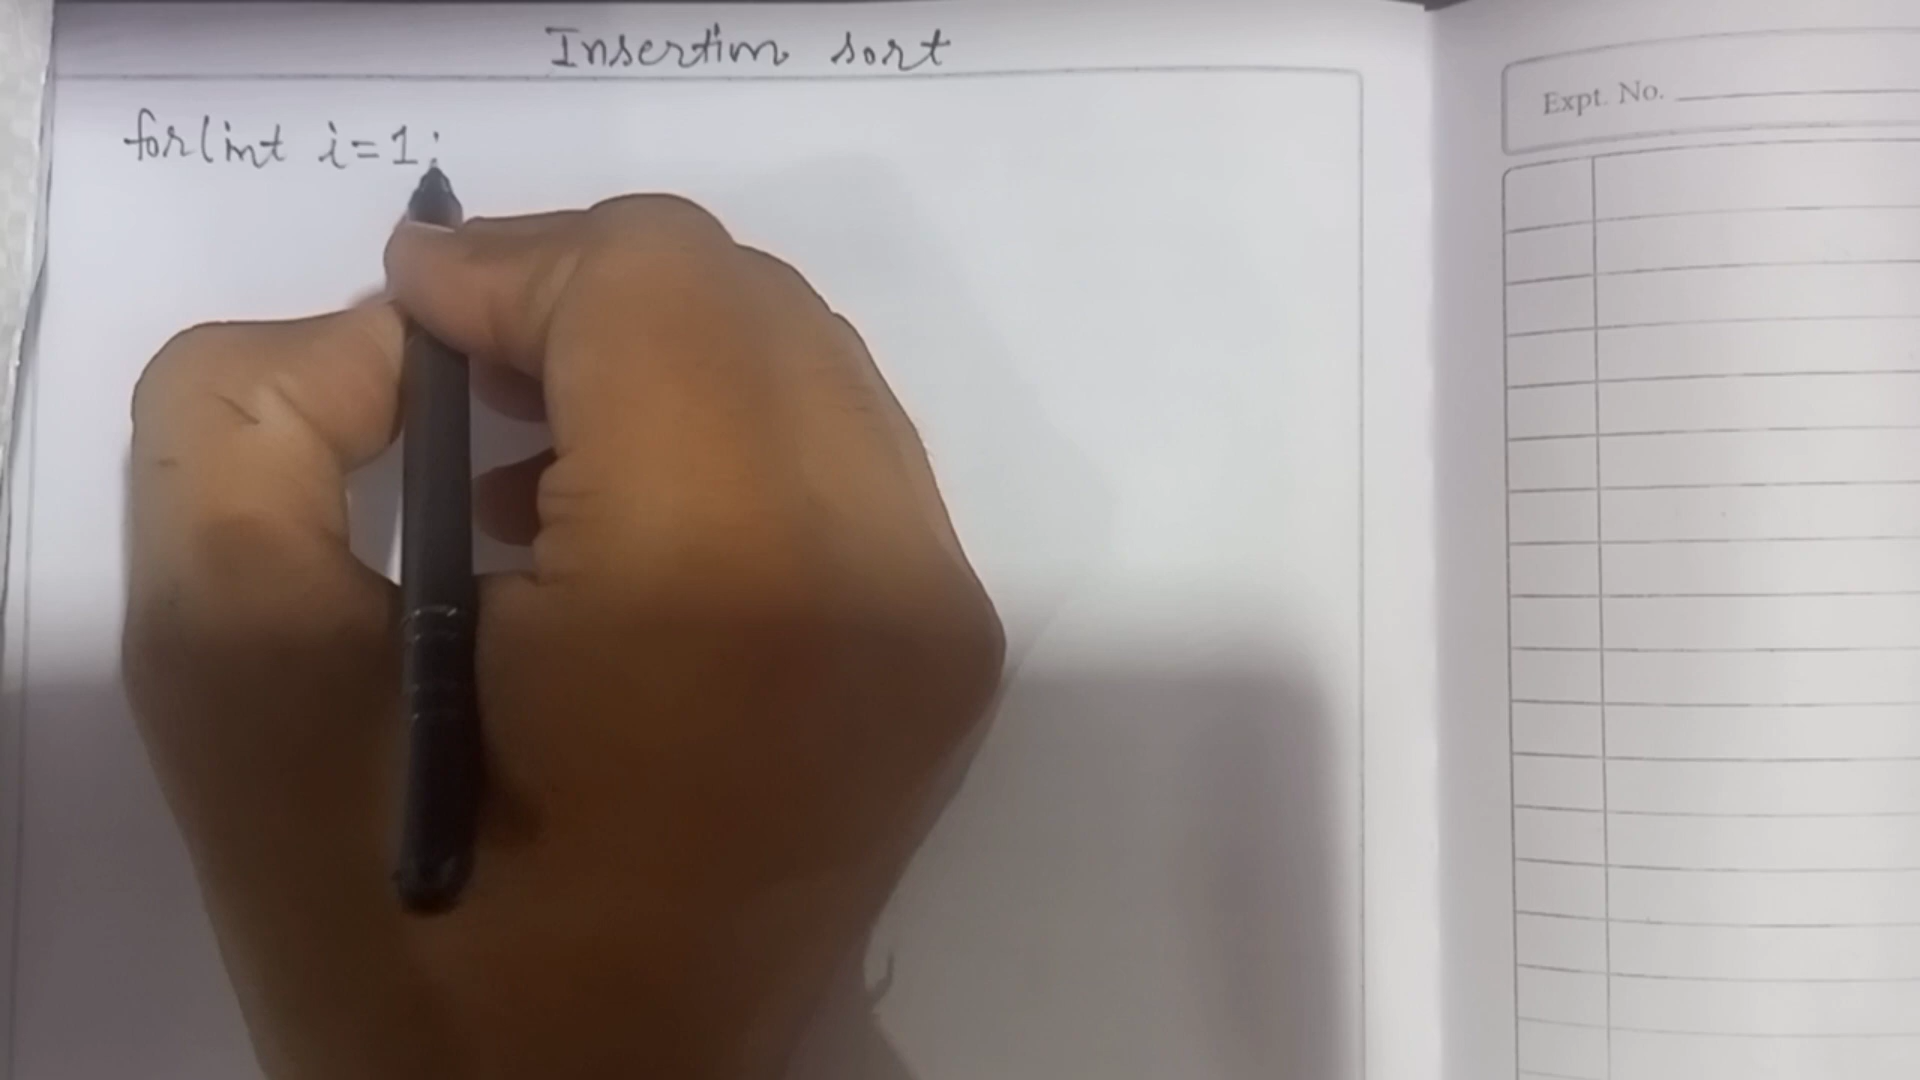 Insertion sort
Expt. No.
for(int i=1;